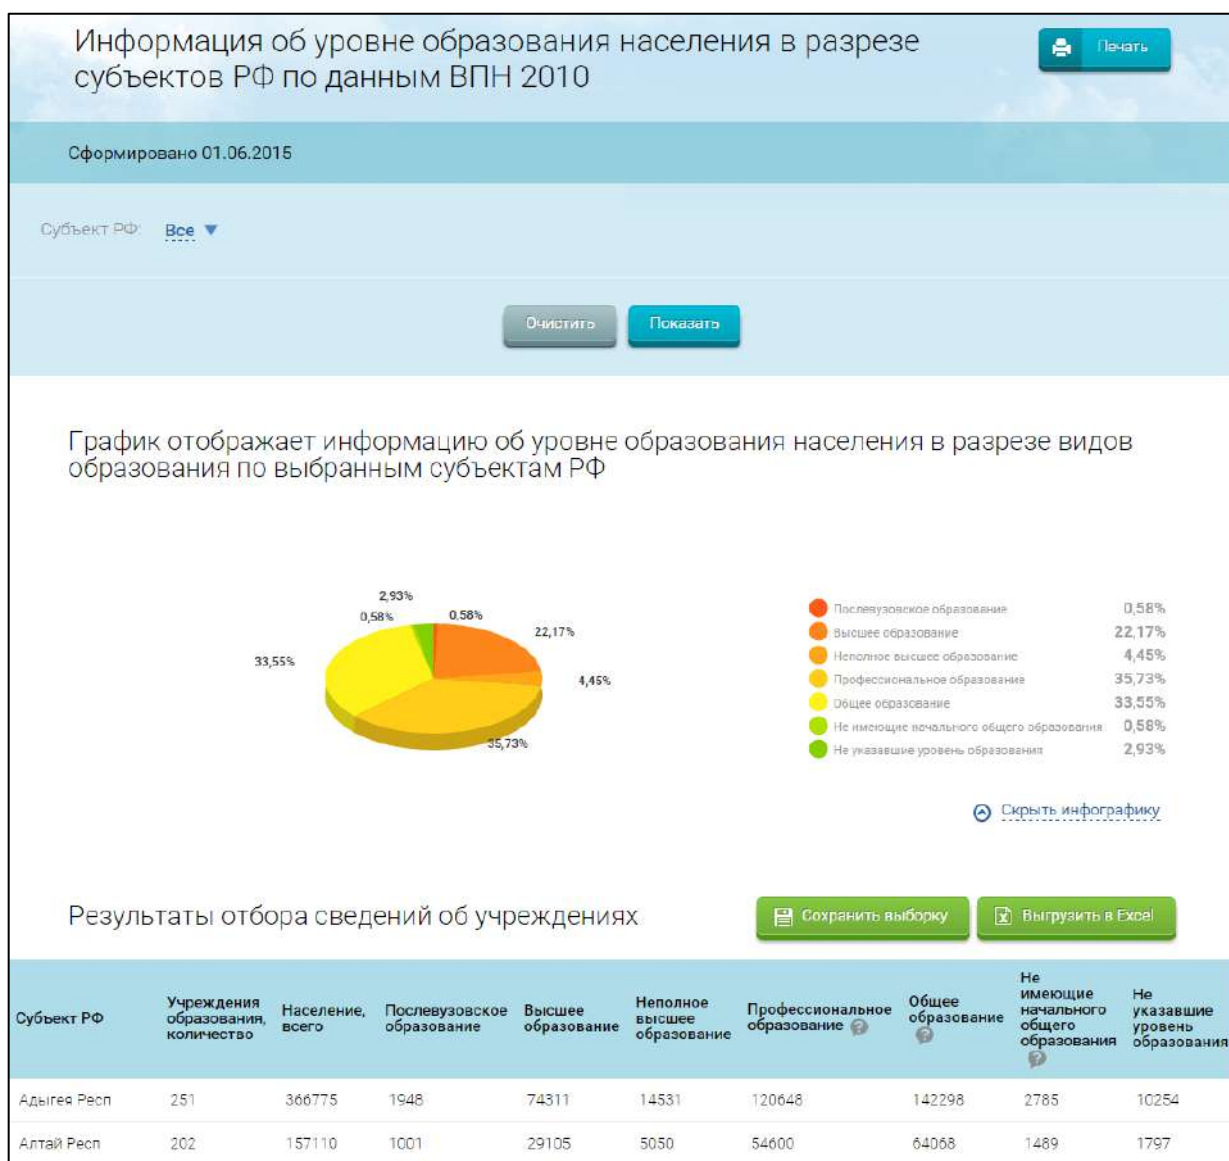 Информация об уровне образования населения в разрезе
субъектов РФ по данным ВПН 2010
Печать
Сформировано 01.06.2015
Субъект РФ: Все
Очистить
Показать
График отображает информацию об уровне образования населения в разрезе видов
образования по выбранным субъектам РФ
2,93%
0,58%
0,58%
22,17%
33,55%
4,45%
35,73%
Послевузовское образование 0,58%
Высшее образование 22,17%
Неполное высшее образование 4,45%
Профессиональное образование 35,73%
Общее образование 33,55%
Не имеющие начального общего образования 0,58%
Не указавшие уровень образования 2,93%
Скрыть инфографику
Результаты отбора сведений об учреждениях
Сохранить выборку
Выгрузить в Excel
Субъект РФ
Учреждения
образования,
количество
Население,
всего
Послевузовское
образование
Высшее
образование
Неполное
высшее
образование
Профессиональное
образование ?
Общее
образование
?
Не
имеющие
начального
общего
образования
?
Не
указавшие
уровень
образования
Адыгея Респ 251 366775 1948 74311 14531 120648 142298 2785 10254
Алтай Респ 202 157110 1001 29105 5050 54600 64068 1489 1797